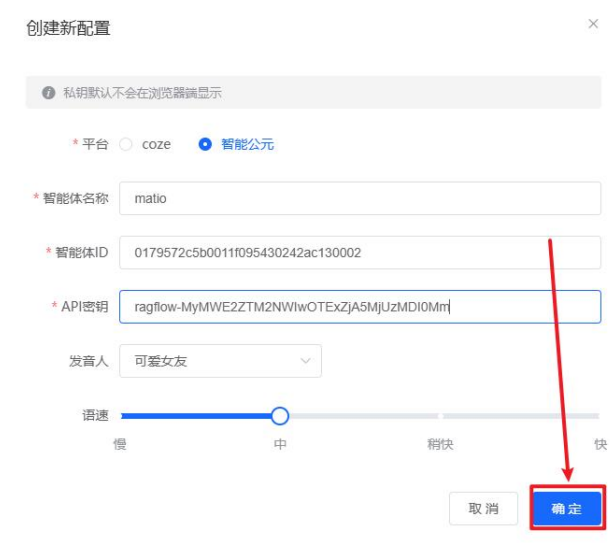 创建新配置
私钥默认不会在浏览器端显示
* 平台 coze 智能公元
* 智能体名称 matio
* 智能体ID 0179572c5b0011f095430242ac130002
* API密钥 ragflow-MyMWE2ZTM2NWIwOTExZjA5MjUzMDI0Mm
发音人 可爱女友
语速
慢 中 稍快 快
取消 确定